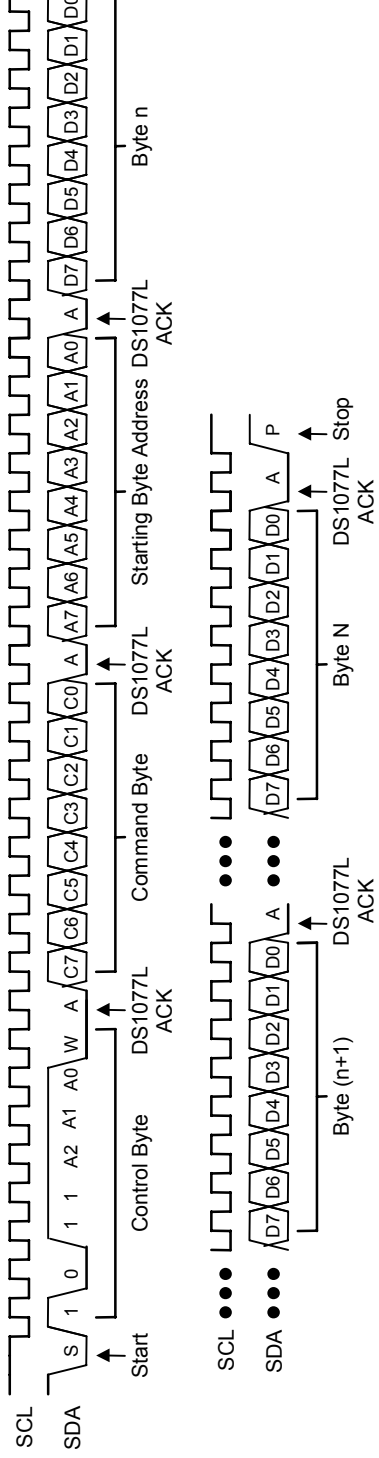 SCL
SDA S 1 0 1 1 A2 A1 A0 W A C7 C6 C5 C4 C3 C2 C1 C0 A A7 A6 A5 A4 A3 A2 A1 A0 A D7 D6 D5 D4 D3 D2 D1 D0
Start Control Byte DS1077L Command Byte DS1077L Starting Byte Address DS1077L Byte n
ACK ACK ACK
SCL
SDA D7 D6 D5 D4 D3 D2 D1 D0 A D7 D6 D5 D4 D3 D2 D1 D0 A P
Byte (n+1) DS1077L Byte N DS1077L Stop
ACK ACK